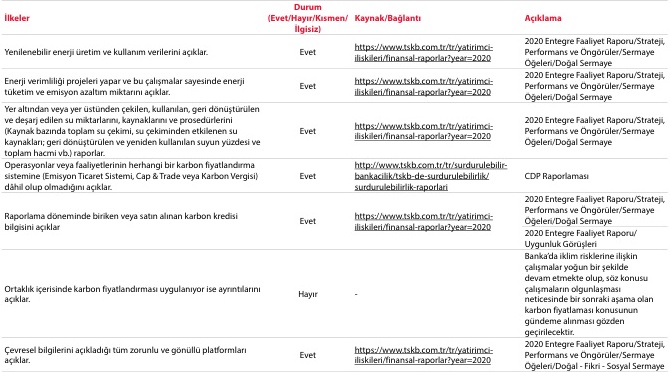 İlkeler
Durum
(Evet/Hayır/Kısmen/
İlgisiz)
Kaynak/Bağlantı
Açıklama
Yenilenebilir enerji üretim ve kullanım verilerini açıklar.
Evet
https://www.tskb.com.tr/tr/yatirimci-
iliskileri/finansal-raporlar?year=2020
2020 Entegre Faaliyet Raporu/Strateji,
Performans ve Öngörüler/Sermaye
Öğeleri/Doğal Sermaye
Enerji verimliliği projeleri yapar ve bu çalışmalar sayesinde enerji
tüketim ve emisyon azaltım miktarını açıklar.
Evet
https://www.tskb.com.tr/tr/yatirimci-
iliskileri/finansal-raporlar?year=2020
2020 Entegre Faaliyet Raporu/Strateji,
Performans ve Öngörüler/Sermaye
Öğeleri/Doğal Sermaye
Yer altından veya yer üstünden çekilen, kullanılan, geri dönüştürülen
ve deşarj edilen su miktarlarını, kaynaklarını ve prosedürlerini
(Kaynak bazında toplam su çekimi, su çekiminden etkilenen su
kaynakları; geri dönüştürülen ve yeniden kullanılan suyun yüzdesi ve
toplam hacmi vb.) raporlar.
Evet
https://www.tskb.com.tr/tr/yatirimci-
iliskileri/finansal-raporlar?year=2020
2020 Entegre Faaliyet Raporu/Strateji,
Performans ve Öngörüler/Sermaye
Öğeleri/Doğal Sermaye
Operasyonlar veya faaliyetlerinin herhangi bir karbon fiyatlandırma
sistemine (Emisyon Ticaret Sistemi, Cap & Trade veya Karbon Vergisi)
dâhil olup olmadığını açıklar.
Evet
http://www.tskb.com.tr/tr/surdurulebilir-
bankacilik/tskb-de-surdurulebilirlik/
surdurulebilirlik-raporlari
CDP Raporlaması
Raporlama döneminde biriken veya satın alınan karbon kredisi
bilgisini açıklar
Evet
https://www.tskb.com.tr/tr/yatirimci-
iliskileri/finansal-raporlar?year=2020
2020 Entegre Faaliyet Raporu/Strateji,
Performans ve Öngörüler/Sermaye
Öğeleri/Doğal Sermaye
2020 Entegre Faaliyet Raporu/
Uygunluk Görüşleri
Ortaklık içerisinde karbon fiyatlandırması uygulanıyor ise ayrıntılarını
açıklar.
Hayır
-
Banka’da iklim risklerine ilişkin
çalışmalar yoğun bir şekilde
devam etmekte olup, söz konusu
çalışmaların olgunlaşması
neticesinde bir sonraki aşama olan
karbon fiyatlaması konusunun
gündeme alınması gözden
geçirilecektir.
Çevresel bilgilerini açıkladığı tüm zorunlu ve gönüllü platformları
açıklar.
Evet
https://www.tskb.com.tr/tr/yatirimci-
iliskileri/finansal-raporlar?year=2020
2020 Entegre Faaliyet Raporu/Strateji,
Performans ve Öngörüler/Sermaye
Öğeleri/Doğal - Fikri - Sosyal Sermaye